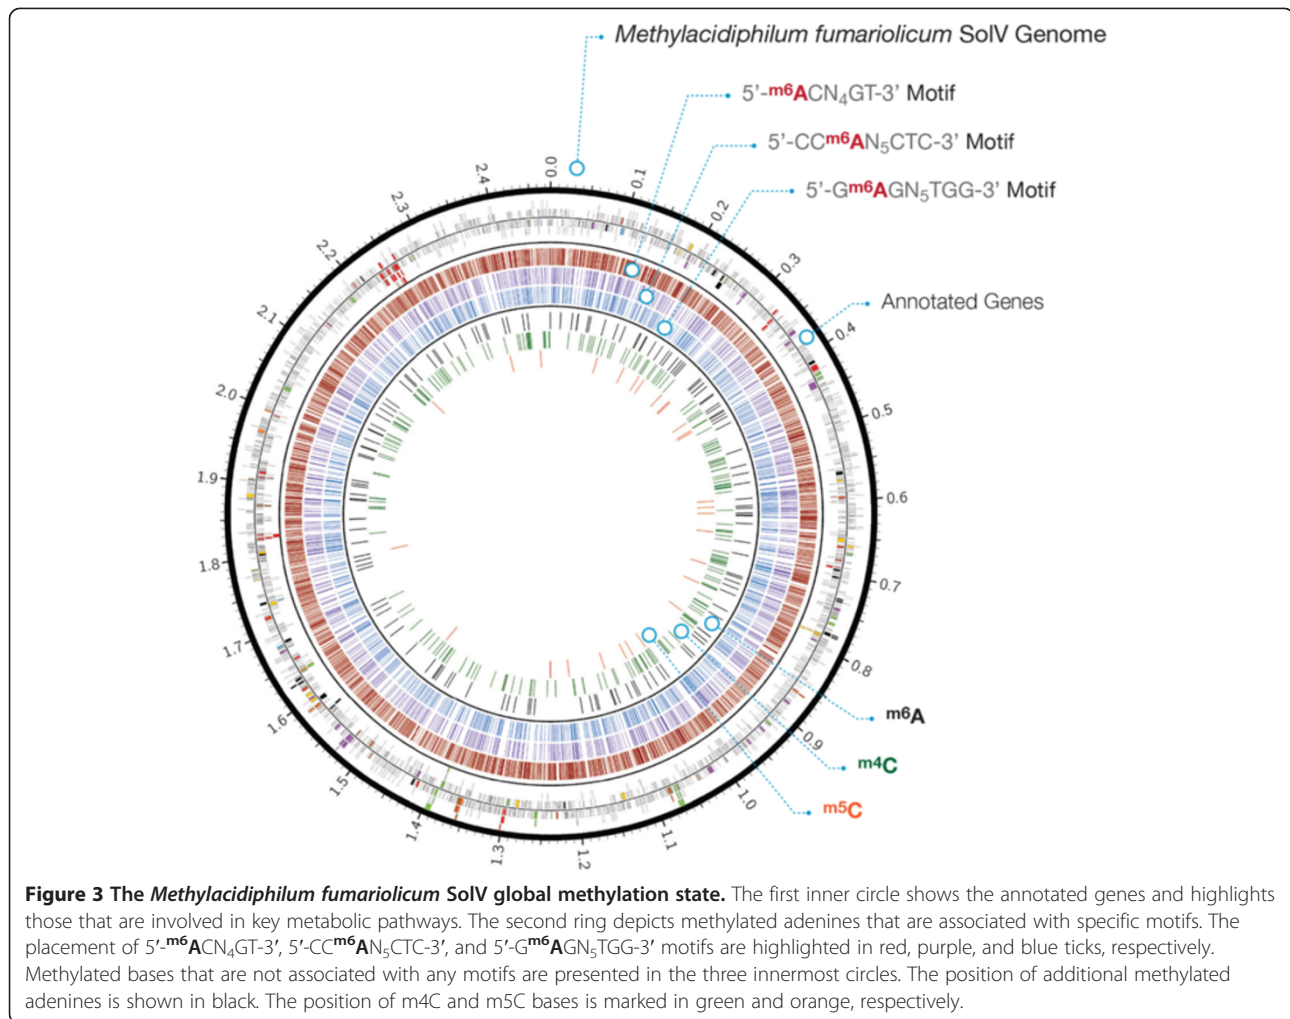 Methylacidiphilum fumariolicum SolV Genome
5'-m6ACN4GT-3' Motif
5'-CCm6AN5CTC-3' Motif
5'-Gm6AGN5TGG-3' Motif
Annotated Genes
0.0
0.1
0.2
0.3
0.4
0.5
0.6
0.7
0.8
0.9
1.0
1.1
1.2
1.3
1.4
1.5
1.6
1.7
1.8
1.9
2.0
2.1
2.2
2.3
2.4
m6A
m4C
m5C
Figure 3 The Methylacidiphilum fumariolicum SolV global methylation state. The first inner circle shows the annotated genes and highlights
those that are involved in key metabolic pathways. The second ring depicts methylated adenines that are associated with specific motifs. The
placement of 5′-m6ACN4GT-3′, 5′-CCm6AN5CTC-3′, and 5′-Gm6AGN5TGG-3′ motifs are highlighted in red, purple, and blue ticks, respectively.
Methylated bases that are not associated with any motifs are presented in the three innermost circles. The position of additional methylated
adenines is shown in black. The position of m4C and m5C bases is marked in green and orange, respectively.